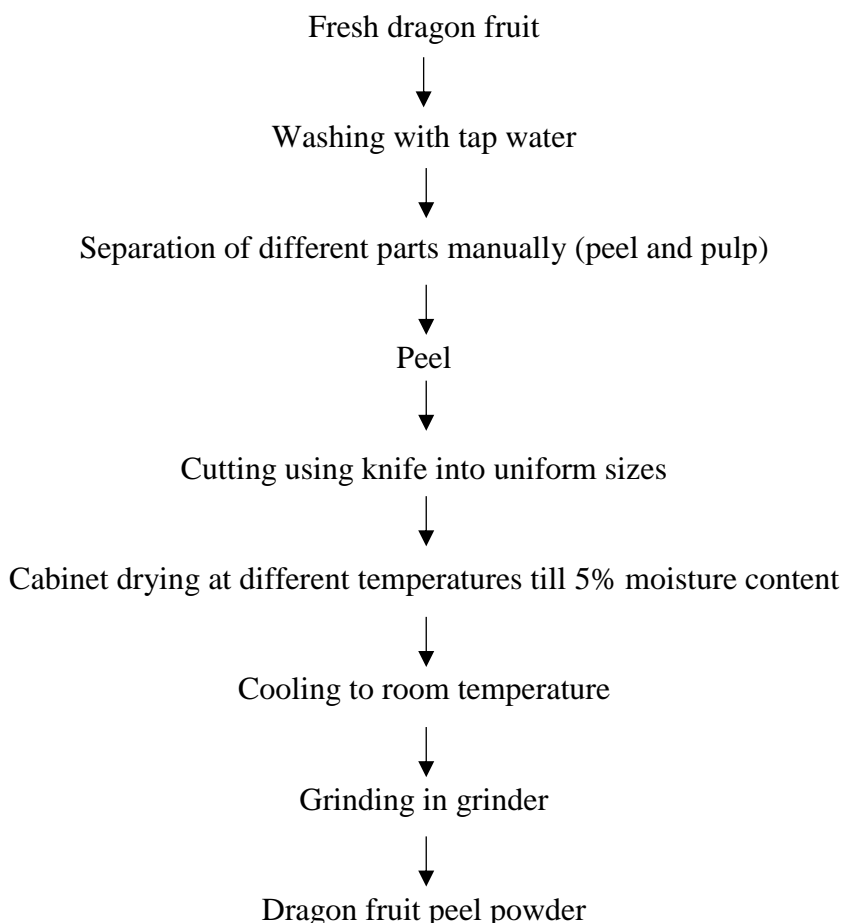 Fresh dragon fruit
Washing with tap water
Separation of different parts manually (peel and pulp)
Peel
Cutting using knife into uniform sizes
Cabinet drying at different temperatures till 5% moisture content
Cooling to room temperature
Grinding in grinder
Dragon fruit peel powder